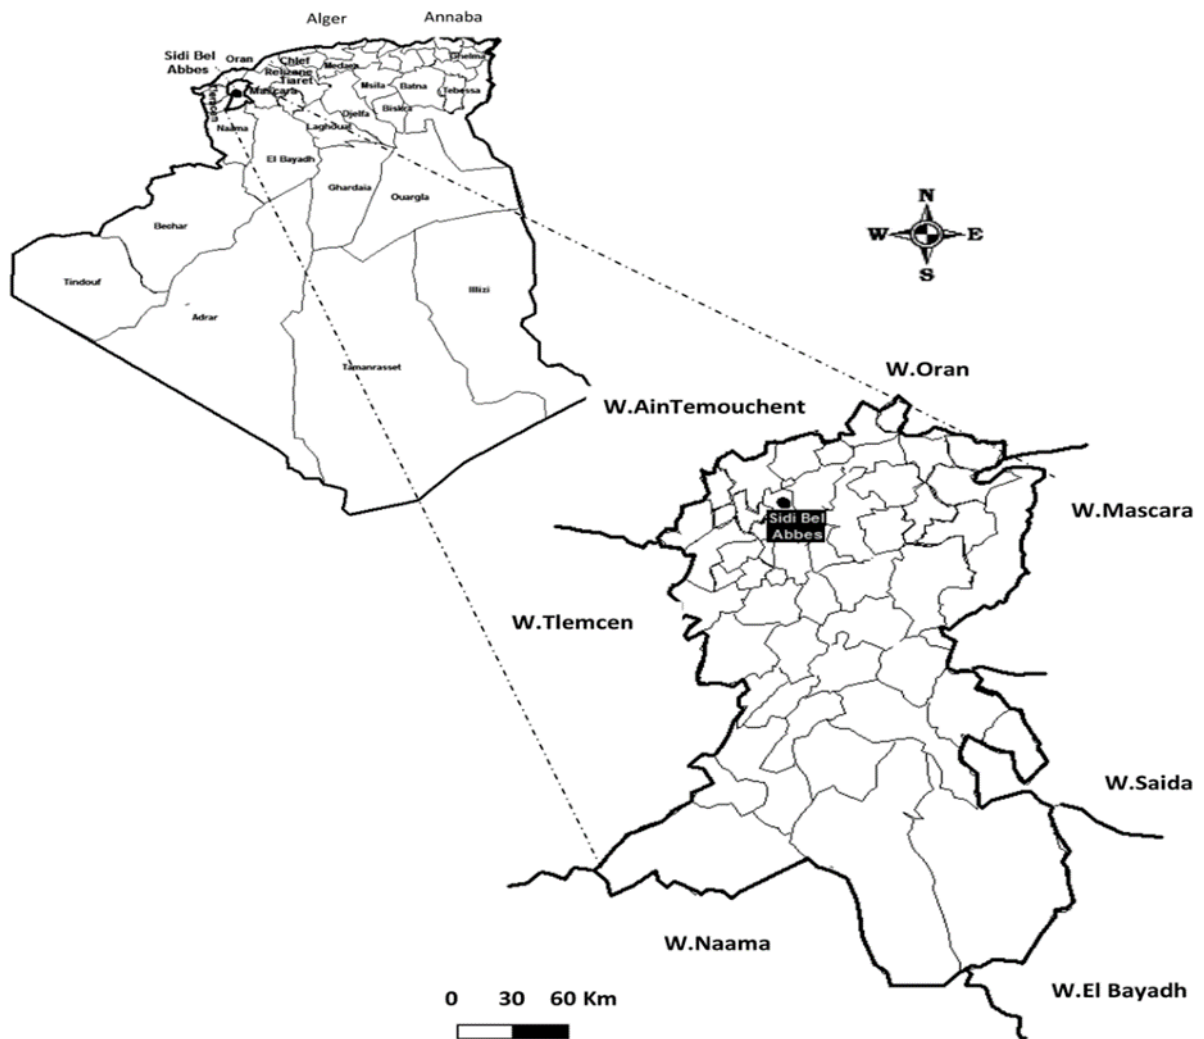 Alger
Annaba
Sidi Bel
Abbes
Oran
Chlef
Relizane
Tiaret
Medaea
Mascara
Msila
Batna
Ghelma
Tebessa
Biskra
Djelfa
Laghouat
Naama
El Bayadh
Ghardaia
Ouargla
Bechar
Tindouf
Adrar
Illizi
Tamanrasset
N
W
E
S
W.Oran
W.AinTemouchent
W.Mascara
Sidi Bel
Abbes
W.Tlemcen
W.Saida
W.Naama
W.El Bayadh
0 30 60 Km